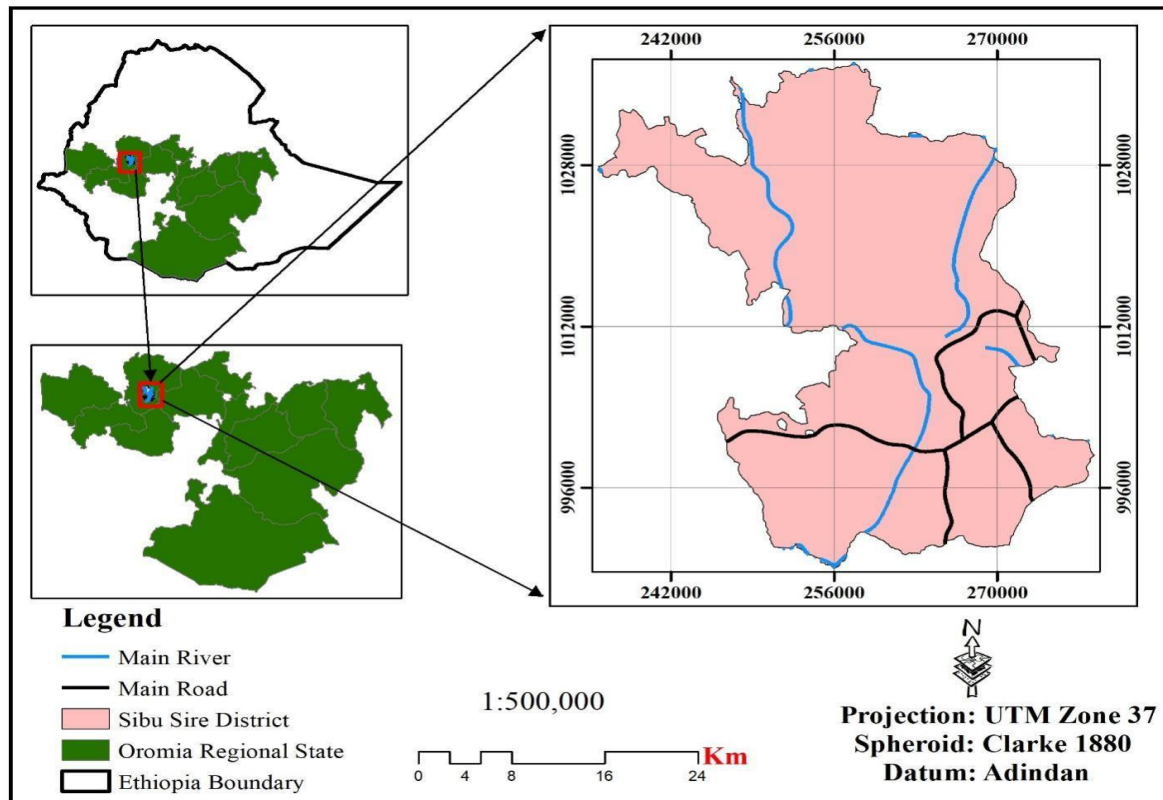 242000 256000 270000
1028000 1028000
1012000 1012000
996000 996000
242000 256000 270000
Legend
Main River
Main Road
Sibu Sire District
Oromia Regional State
Ethiopia Boundary
1:500,000
Km
0 4 8 16 24
N
Projection: UTM Zone 37
Spheroid: Clarke 1880
Datum: Adindan